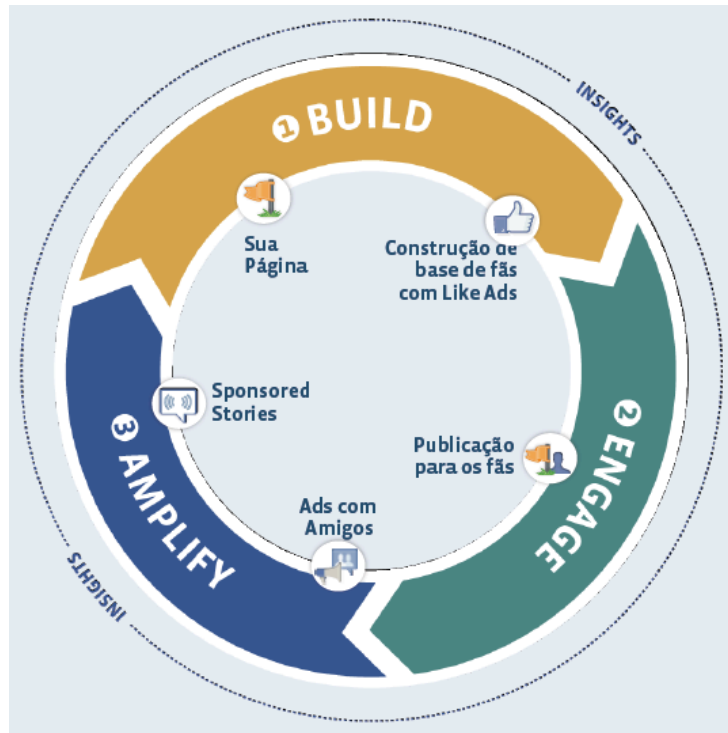 INSIGHTS
1 BUILD
Sua
Página
Construção de
base de fãs
com Like Ads
2 ENGAGE
Publicação
para os fãs
Sponsored
Stories
3 AMPLIFY
Ads com
Amigos
INSIGHTS